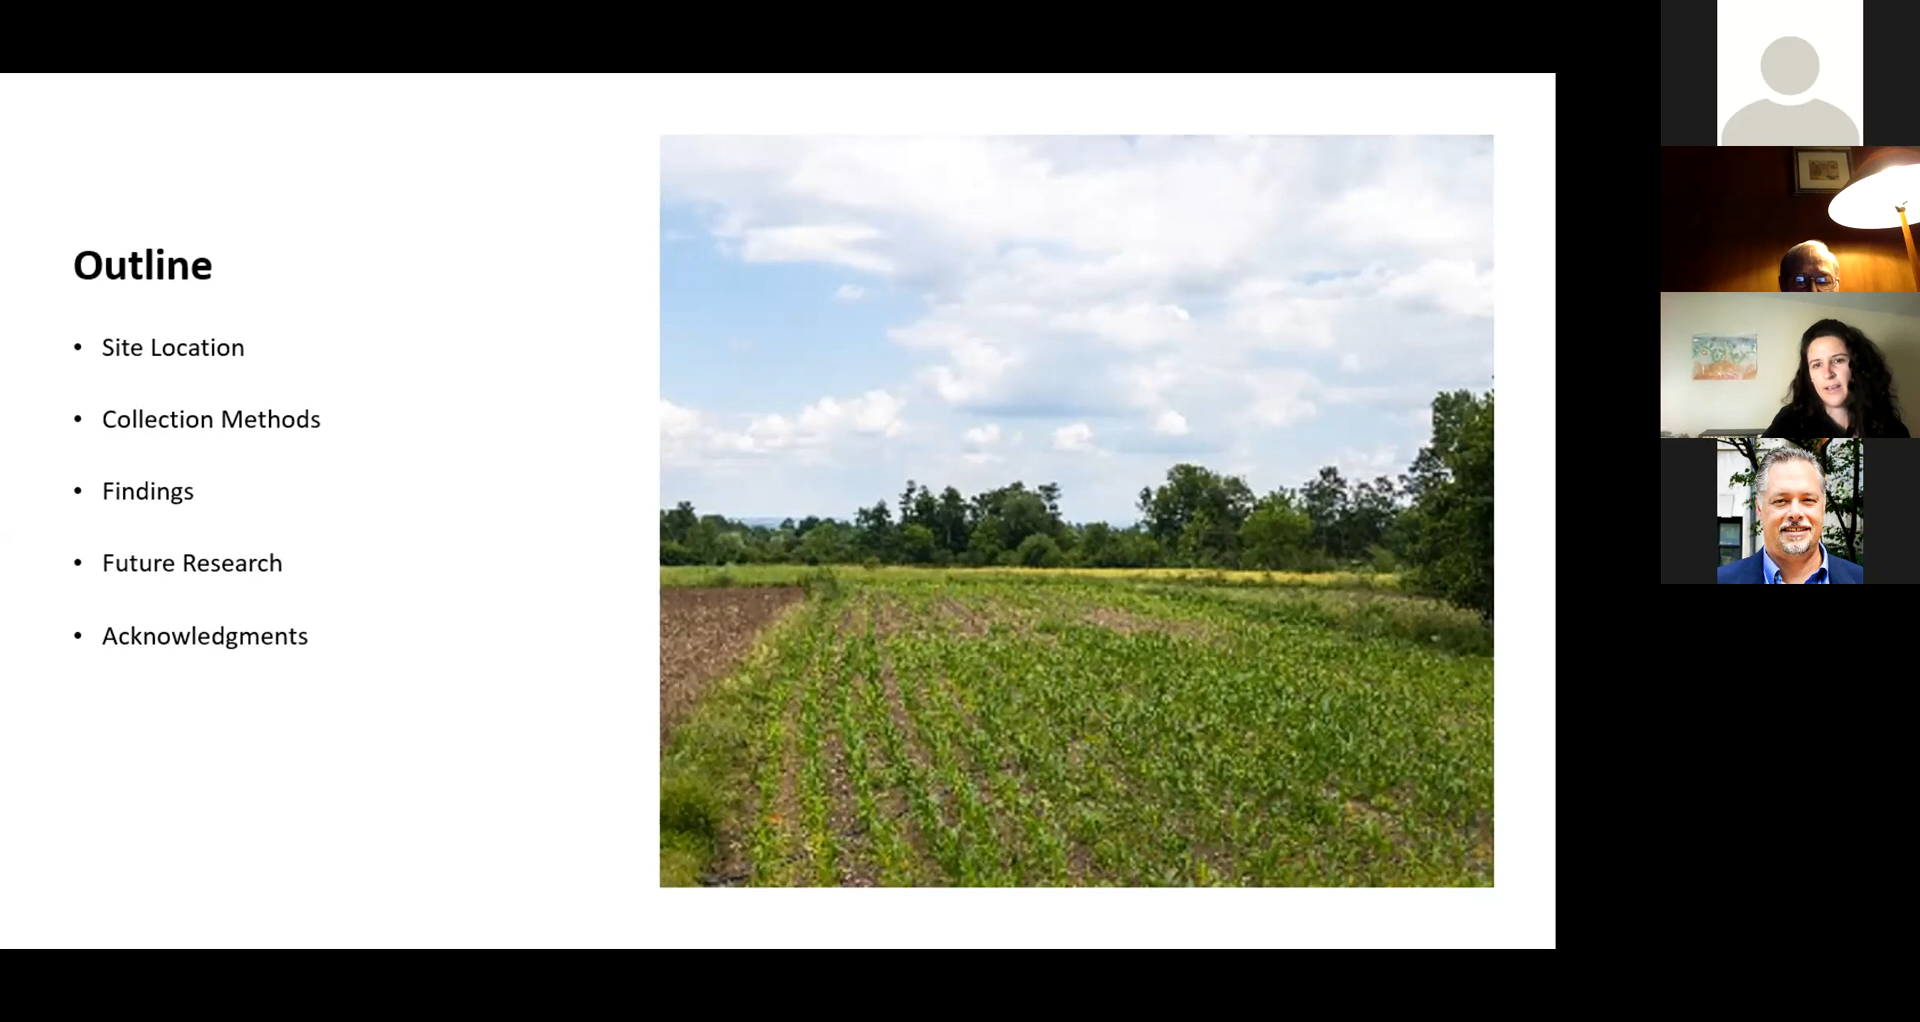 Outline
• Site Location
• Collection Methods
• Findings
• Future Research
• Acknowledgments